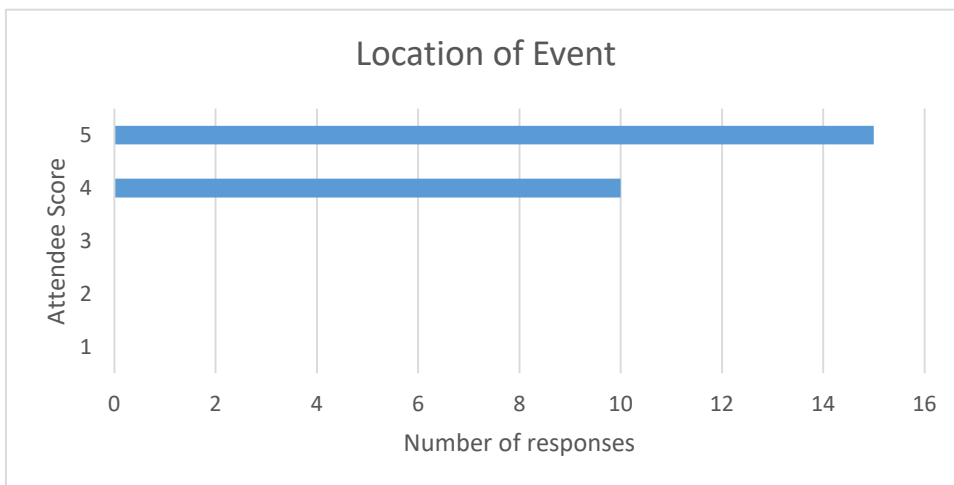 Location of Event
Attendee Score
5
4
3
2
1
0 2 4 6 8 10 12 14 16
Number of responses